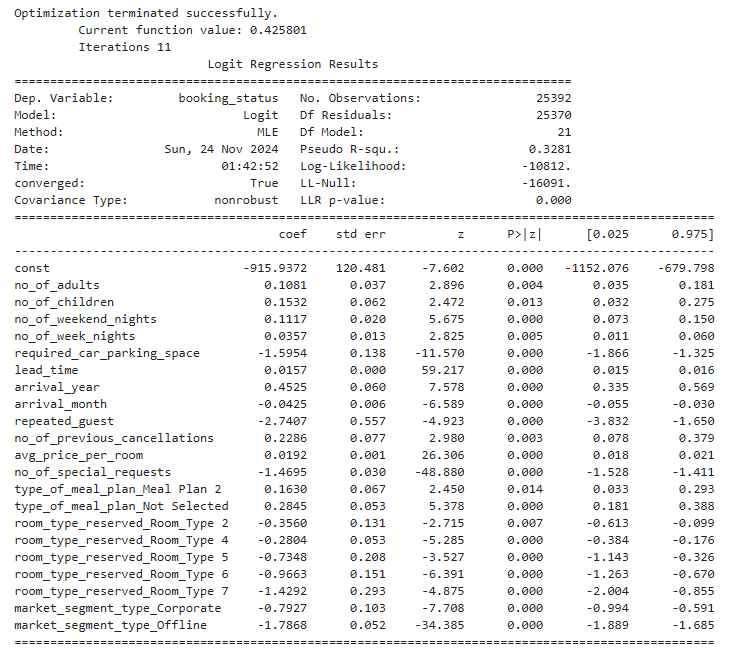 Optimization terminated successfully.
         Current function value: 0.425801
         Iterations 11
                           Logit Regression Results
==============================================================================
Dep. Variable:         booking_status   No. Observations:                25392
Model:                          Logit   Df Residuals:                    25370
Method:                           MLE   Df Model:                           21
Date:                Sun, 24 Nov 2024   Pseudo R-squ.:                  0.3281
Time:                        01:42:52   Log-Likelihood:                -10812.
converged:                       True   LL-Null:                       -16091.
Covariance Type:            nonrobust   LLR p-value:                     0.000
==================================================================================================
                                     coef    std err          z      P>|z|      [0.025      0.975]
--------------------------------------------------------------------------------------------------
const                           -915.9372    120.481     -7.602      0.000   -1152.076    -679.798
no_of_adults                       0.1081      0.037      2.896      0.004       0.035       0.181
no_of_children                     0.1532      0.062      2.472      0.013       0.032       0.275
no_of_weekend_nights               0.1117      0.020      5.675      0.000       0.073       0.150
no_of_week_nights                  0.0357      0.013      2.825      0.005       0.011       0.060
required_car_parking_space        -1.5954      0.138    -11.570      0.000      -1.866      -1.325
lead_time                          0.0157      0.000     59.217      0.000       0.015       0.016
arrival_year                       0.4525      0.060      7.578      0.000       0.335       0.569
arrival_month                     -0.0425      0.006     -6.589      0.000      -0.055      -0.030
repeated_guest                    -2.7407      0.557     -4.923      0.000      -3.832      -1.650
no_of_previous_cancellations       0.2286      0.077      2.980      0.003       0.078       0.379
avg_price_per_room                 0.0192      0.001     26.306      0.000       0.018       0.021
no_of_special_requests            -1.4695      0.030    -48.880      0.000      -1.528      -1.411
type_of_meal_plan_Meal Plan 2      0.1630      0.067      2.450      0.014       0.033       0.293
type_of_meal_plan_Not Selected     0.2845      0.053      5.378      0.000       0.181       0.388
room_type_reserved_Room_Type 2    -0.3560      0.131     -2.715      0.007      -0.613      -0.099
room_type_reserved_Room_Type 4    -0.2804      0.053     -5.285      0.000      -0.384      -0.176
room_type_reserved_Room_Type 5    -0.7348      0.208     -3.527      0.000      -1.143      -0.326
room_type_reserved_Room_Type 6    -0.9663      0.151     -6.391      0.000      -1.263      -0.670
room_type_reserved_Room_Type 7    -1.4292      0.293     -4.875      0.000      -2.004      -0.855
market_segment_type_Corporate     -0.7927      0.103     -7.708      0.000      -0.994      -0.591
market_segment_type_Offline       -1.7868      0.052    -34.385      0.000      -1.889      -1.685
==================================================================================================